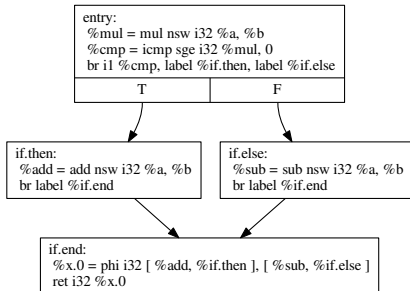 entry:
%mul = mul nsw i32 %a, %b
%cmp = icmp sge i32 %mul, 0
br i1 %cmp, label %if.then, label %if.else
T F
if.then:
%add = add nsw i32 %a, %b
br label %if.end
if.else:
%sub = sub nsw i32 %a, %b
br label %if.end
if.end:
%x.0 = phi i32 [ %add, %if.then ], [ %sub, %if.else ]
ret i32 %x.0